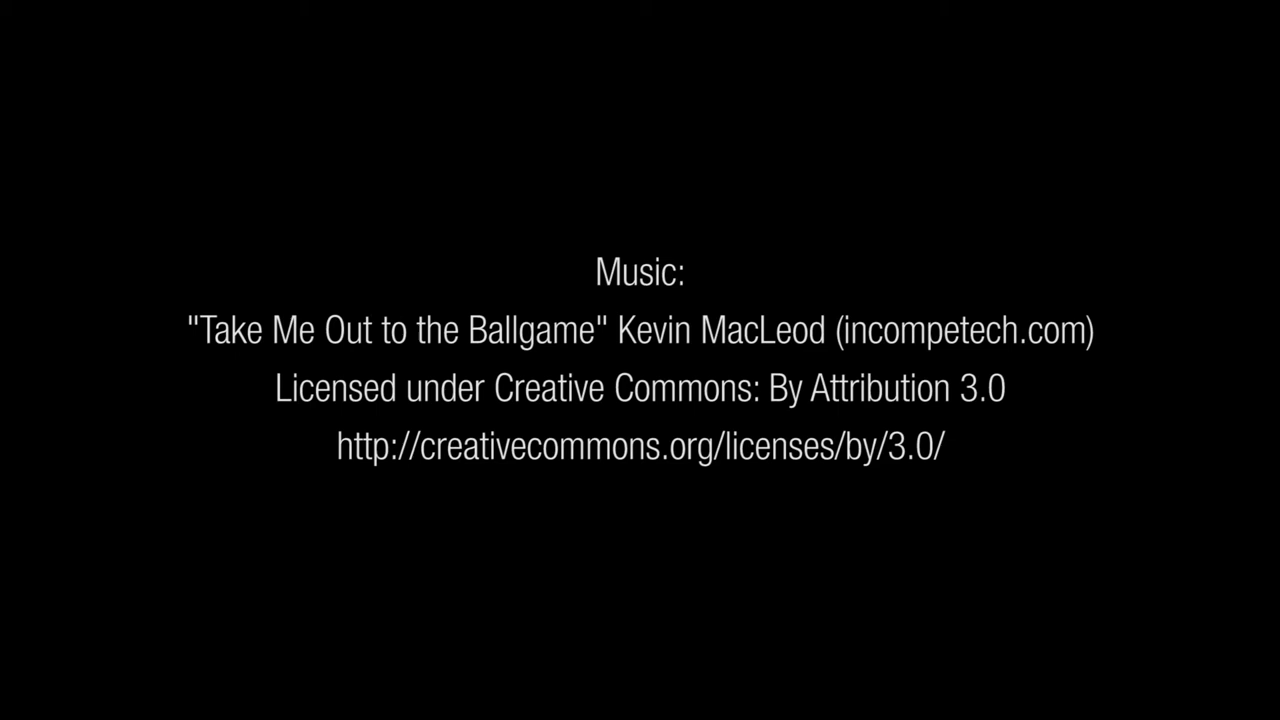 Music:
"Take Me Out to the Ballgame" Kevin MacLeod (incompetech.com)
Licensed under Creative Commons: By Attribution 3.0
http://creativecommons.org/licenses/by/3.0/